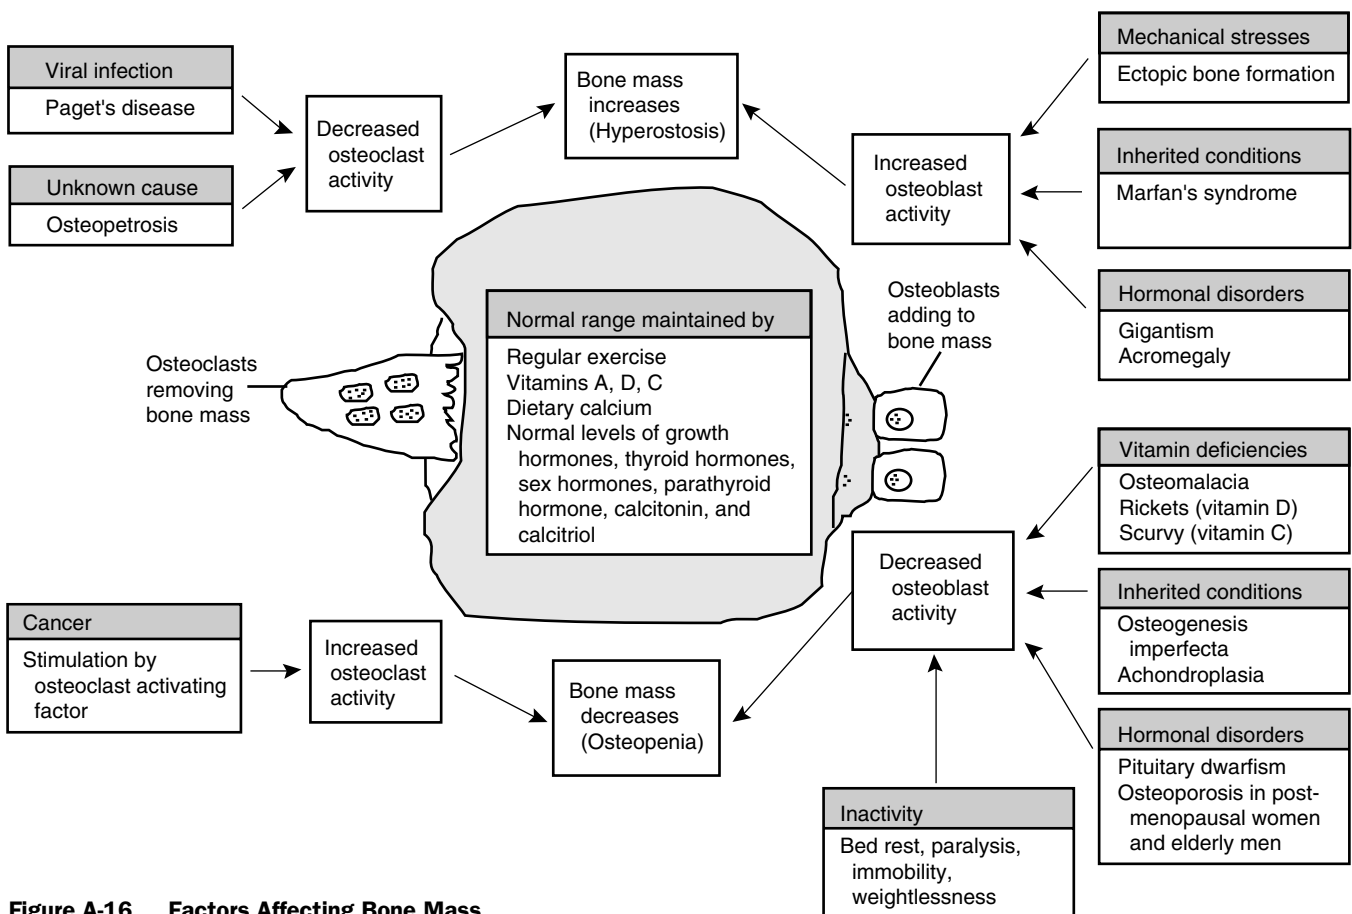 Viral infection
Paget's disease
Unknown cause
Osteopetrosis
Decreased
osteoclast
activity
Bone mass
increases
(Hyperostosis)
Increased
osteoblast
activity
Mechanical stresses
Ectopic bone formation
Inherited conditions
Marfan's syndrome
Hormonal disorders
Gigantism
Acromegaly
Osteoclasts
removing
bone mass
Normal range maintained by
Regular exercise
Vitamins A, D, C
Dietary calcium
Normal levels of growth
hormones, thyroid hormones,
sex hormones, parathyroid
hormone, calcitonin, and
calcitriol
Osteoblasts
adding to
bone mass
Vitamin deficiencies
Osteomalacia
Rickets (vitamin D)
Scurvy (vitamin C)
Decreased
osteoblast
activity
Inherited conditions
Osteogenesis
imperfecta
Achondroplasia
Cancer
Stimulation by
osteoclast activating
factor
Increased
osteoclast
activity
Bone mass
decreases
(Osteopenia)
Hormonal disorders
Pituitary dwarfism
Osteoporosis in post-
menopausal women
and elderly men
Inactivity
Bed rest, paralysis,
immobility,
weightlessness
Figure A-16 Factors Affecting Bone Mass